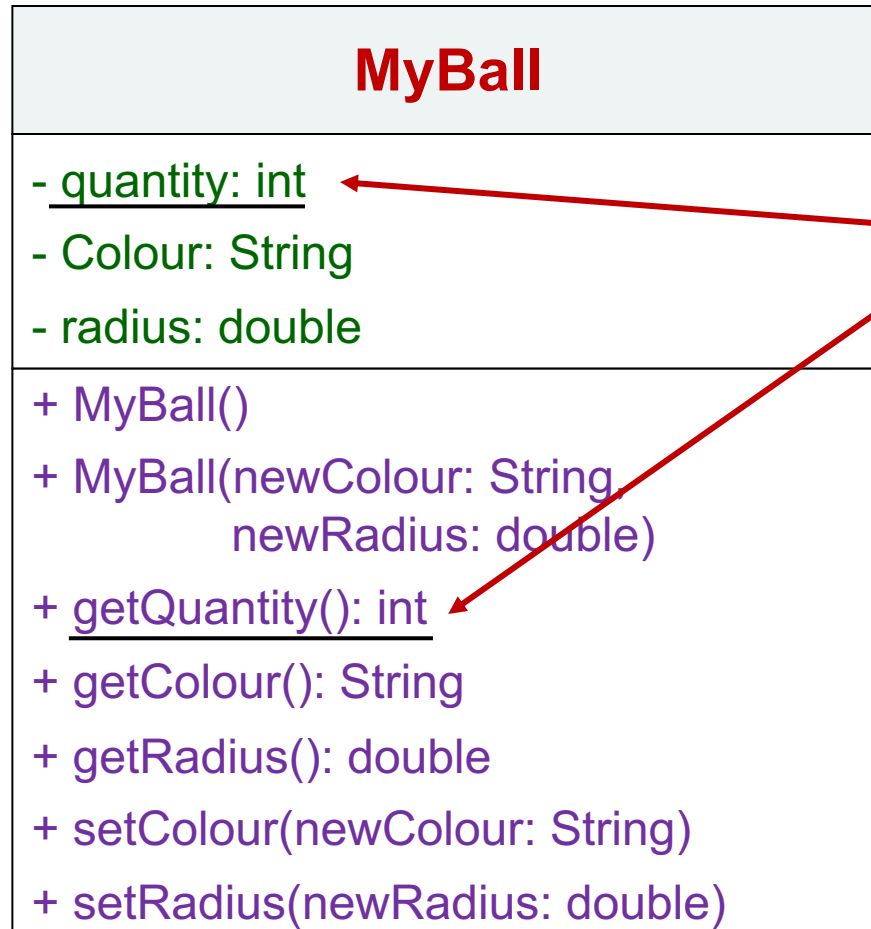 MyBall
- quantity: int
- Colour: String
- radius: double
+ MyBall()
+ MyBall(newColour: String,
newRadius: double)
+ getQuantity(): int
+ getColour(): String
+ getRadius(): double
+ setColour(newColour: String)
+ setRadius(newRadius: double)